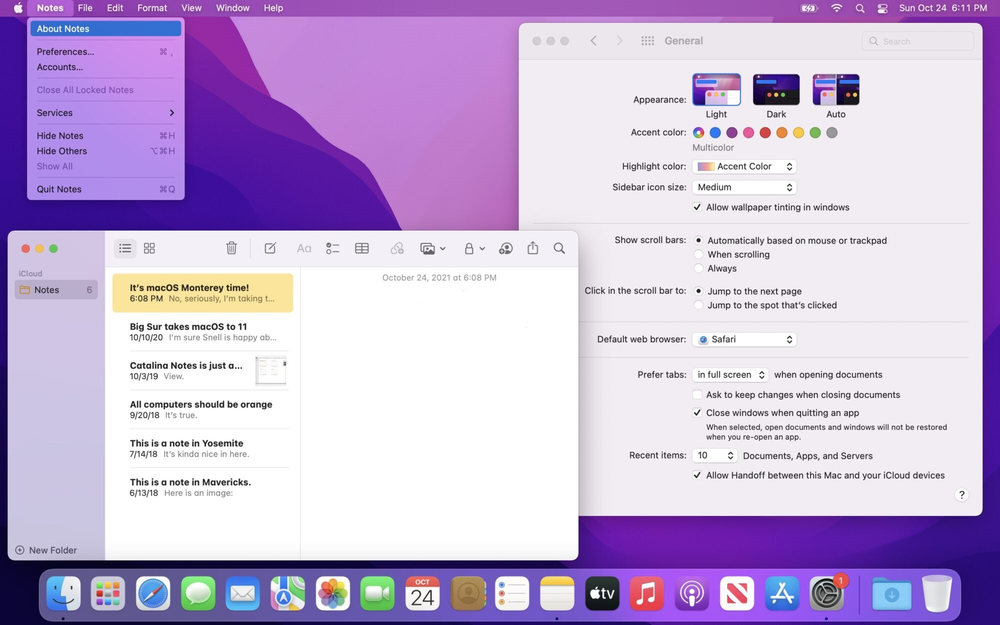 Notes File Edit Format View Window Help
Sun Oct 24 6:11 PM
About Notes
Preferences... ⌘ ,
Accounts...
Close All Locked Notes
Services
Hide Notes ⌘H
Hide Others ⌥⌘H
Show All
Quit Notes ⌘Q
General
Search
Appearance:
Light Dark Auto
Accent color:
Multicolor
Highlight color: Accent Color
Sidebar icon size: Medium
Allow wallpaper tinting in windows
Show scroll bars: Automatically based on mouse or trackpad
When scrolling
Always
Click in the scroll bar to: Jump to the next page
Jump to the spot that's clicked
Default web browser: Safari
Prefer tabs: in full screen when opening documents
Ask to keep changes when closing documents
Close windows when quitting an app
When selected, open documents and windows will not be restored
when you re-open an app.
Recent items: 10 Documents, Apps, and Servers
Allow Handoff between this Mac and your iCloud devices
?
Aa
iCloud
Notes 6
New Folder
It's macOS Monterey time!
6:08 PM No, seriously, I'm taking t...
Big Sur takes macOS to 11
10/10/20 I'm sure Snell is happy ab...
Catalina Notes is just a...
10/3/19 View.
All computers should be orange
9/20/18 It's true.
This is a note in Yosemite
7/14/18 It's kinda nice in here.
This is a note in Mavericks.
6/13/18 Here is an image:
October 24, 2021 at 6:08 PM
OCT
24
tv
1